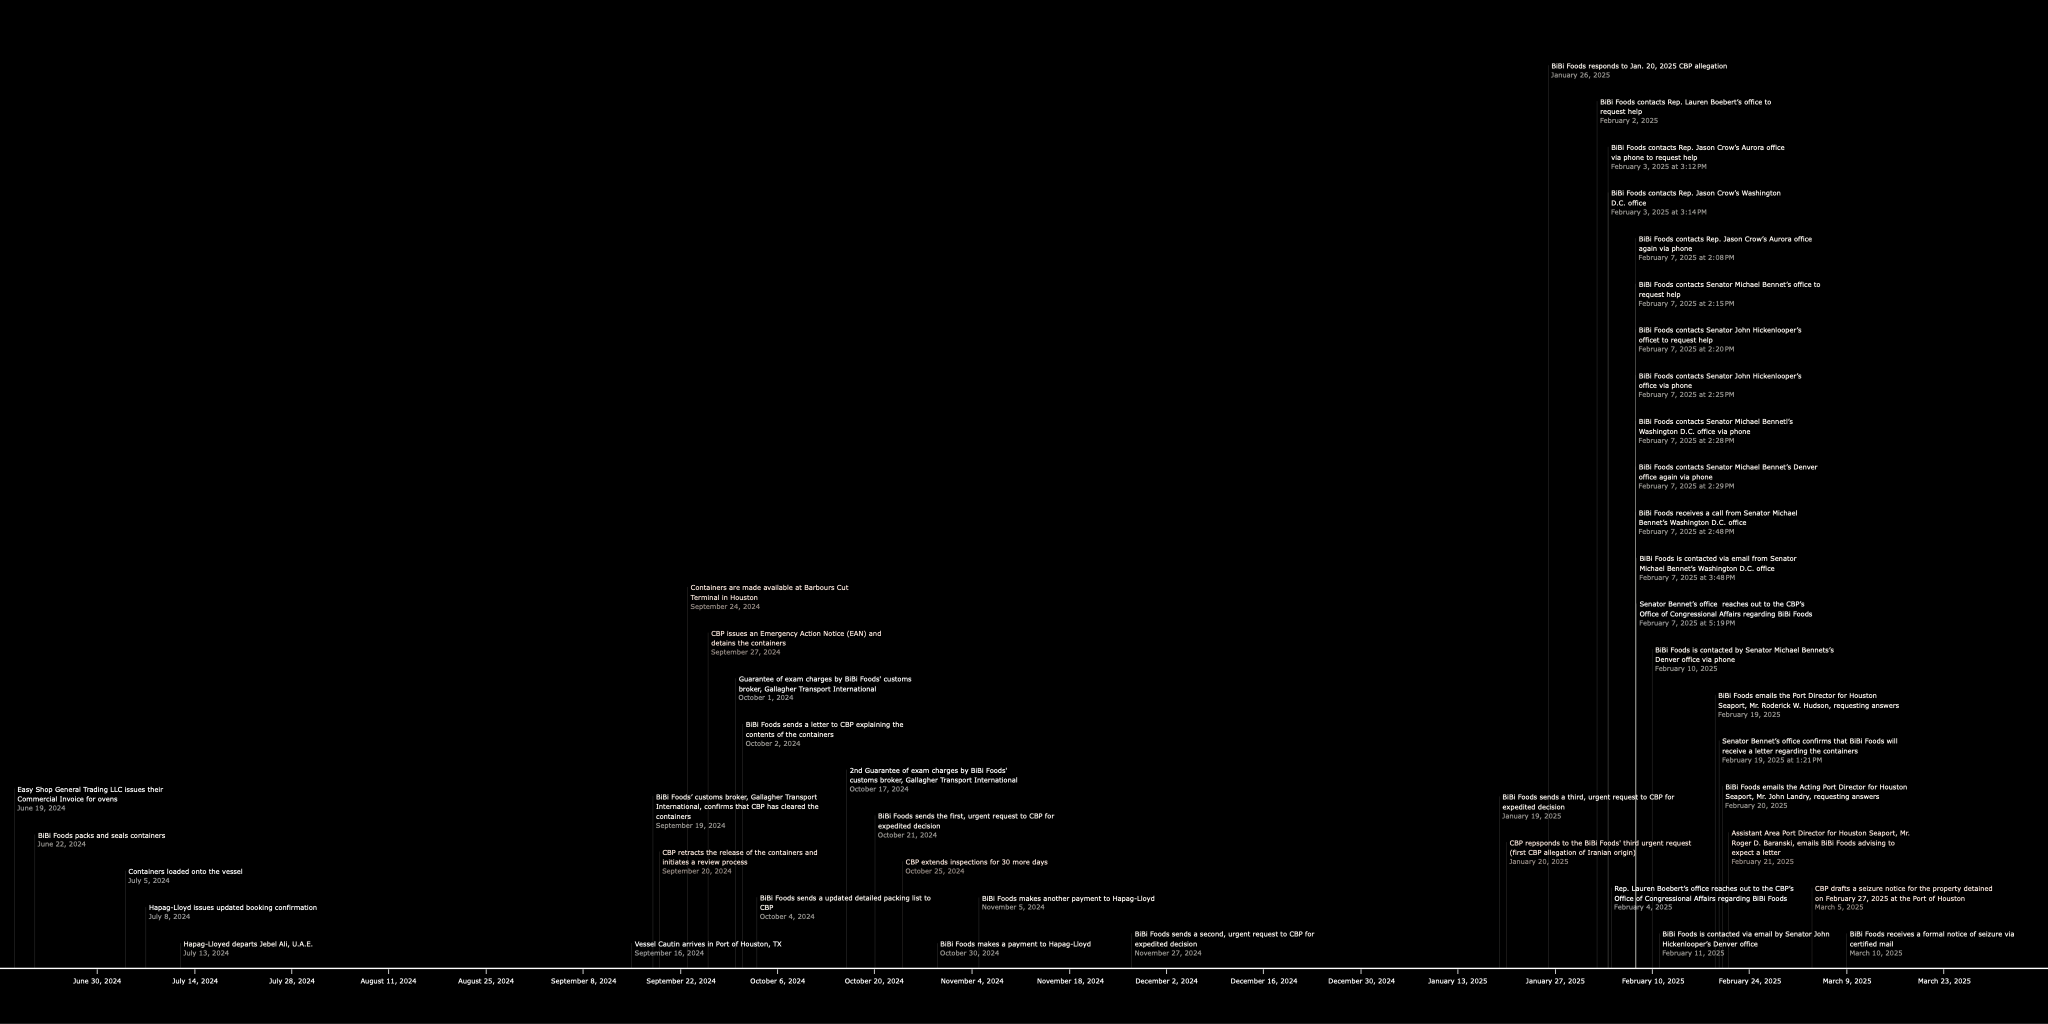 BiBi Foods responds to Jan. 20, 2025 CBP allegation
January 26, 2025
BiBi Foods contacts Rep. Lauren Boebert's office to
request help
February 2, 2025
BiBi Foods contacts Rep. Jason Crow's Aurora office
via phone to request help
February 3, 2025 at 3:12 PM
BiBi Foods contacts Rep. Jason Crow's Washington
D.C. office
February 3, 2025 at 3:14 PM
BiBi Foods contacts Rep. Jason Crow's Aurora office
again via phone
February 7, 2025 at 2:08 PM
BiBi Foods contacts Senator Michael Bennet's office to
request help
February 7, 2025 at 2:15 PM
BiBi Foods contacts Senator John Hickenlooper's
officet to request help
February 7, 2025 at 2:20 PM
BiBi Foods contacts Senator John Hickenlooper's
office via phone
February 7, 2025 at 2:25 PM
BiBi Foods contacts Senator Michael Bennetl's
Washington D.C. office via phone
February 7, 2025 at 2:28 PM
BiBi Foods contacts Senator Michael Bennet's Denver
office again via phone
February 7, 2025 at 2:29 PM
BiBi Foods receives a call from Senator Michael
Bennet's Washington D.C. office
February 7, 2025 at 2:48 PM
BiBi Foods is contacted via email from Senator
Michael Bennet's Washington D.C. office
February 7, 2025 at 3:48 PM
Containers are made available at Barbours Cut
Terminal in Houston
September 24, 2024
Senator Bennet's office reaches out to the CBP's
Office of Congressional Affairs regarding BiBi Foods
February 7, 2025 at 5:19 PM
CBP issues an Emergency Action Notice (EAN) and
detains the containers
September 27, 2024
BiBi Foods is contacted by Senator Michael Bennets's
Denver office via phone
February 10, 2025
Guarantee of exam charges by BiBi Foods' customs
broker, Gallagher Transport International
October 1, 2024
BiBi Foods emails the Port Director for Houston
Seaport, Mr. Roderick W. Hudson, requesting answers
February 19, 2025
BiBi Foods sends a letter to CBP explaining the
contents of the containers
October 2, 2024
Senator Bennet's office confirms that BiBi Foods will
receive a letter regarding the containers
February 19, 2025 at 1:21 PM
2nd Guarantee of exam charges by BiBi Foods'
customs broker, Gallagher Transport International
October 17, 2024
Easy Shop General Trading LLC issues their
Commercial Invoice for ovens
June 19, 2024
BiBi Foods' customs broker, Gallagher Transport
International, confirms that CBP has cleared the
containers
September 19, 2024
BiBi Foods sends a third, urgent request to CBP for
expedited decision
January 19, 2025
BiBi Foods emails the Acting Port Director for Houston
Seaport, Mr. John Landry, requesting answers
February 20, 2025
BiBi Foods sends the first, urgent request to CBP for
expedited decision
October 21, 2024
BiBi Foods packs and seals containers
June 22, 2024
CBP retracts the release of the containers and
initiates a review process
September 20, 2024
CBP extends inspections for 30 more days
October 25, 2024
CBP repsponds to the BiBi Foods' third urgent request
(first CBP allegation of Iranian origin)
January 20, 2025
Assistant Area Port Director for Houston Seaport, Mr.
Roger D. Baranski, emails BiBi Foods advising to
expect a letter
February 21, 2025
Containers loaded onto the vessel
July 5, 2024
BiBi Foods sends a updated detailed packing list to
CBP
October 4, 2024
BiBi Foods makes another payment to Hapag-Lloyd
November 5, 2024
Rep. Lauren Boebert's office reaches out to the CBP's
Office of Congressional Affairs regarding BiBi Foods
February 4, 2025
CBP drafts a seizure notice for the property detained
on February 27, 2025 at the Port of Houston
March 5, 2025
Hapag-Lloyd issues updated booking confirmation
July 8, 2024
Hapag-Lloyed departs Jebel Ali, U.A.E.
July 13, 2024
Vessel Cautin arrives in Port of Houston, TX
September 16, 2024
BiBi Foods makes a payment to Hapag-Lloyd
October 30, 2024
BiBi Foods sends a second, urgent request to CBP for
expedited decision
November 27, 2024
BiBi Foods is contacted via email by Senator John
Hickenlooper's Denver office
February 11, 2025
BiBi Foods receives a formal notice of seizure via
certified mail
March 10, 2025
June 30, 2024
July 14, 2024
July 28, 2024
August 11, 2024
August 25, 2024
September 8, 2024
September 22, 2024
October 6, 2024
October 20, 2024
November 4, 2024
November 18, 2024
December 2, 2024
December 16, 2024
December 30, 2024
January 13, 2025
January 27, 2025
February 10, 2025
February 24, 2025
March 9, 2025
March 23, 2025